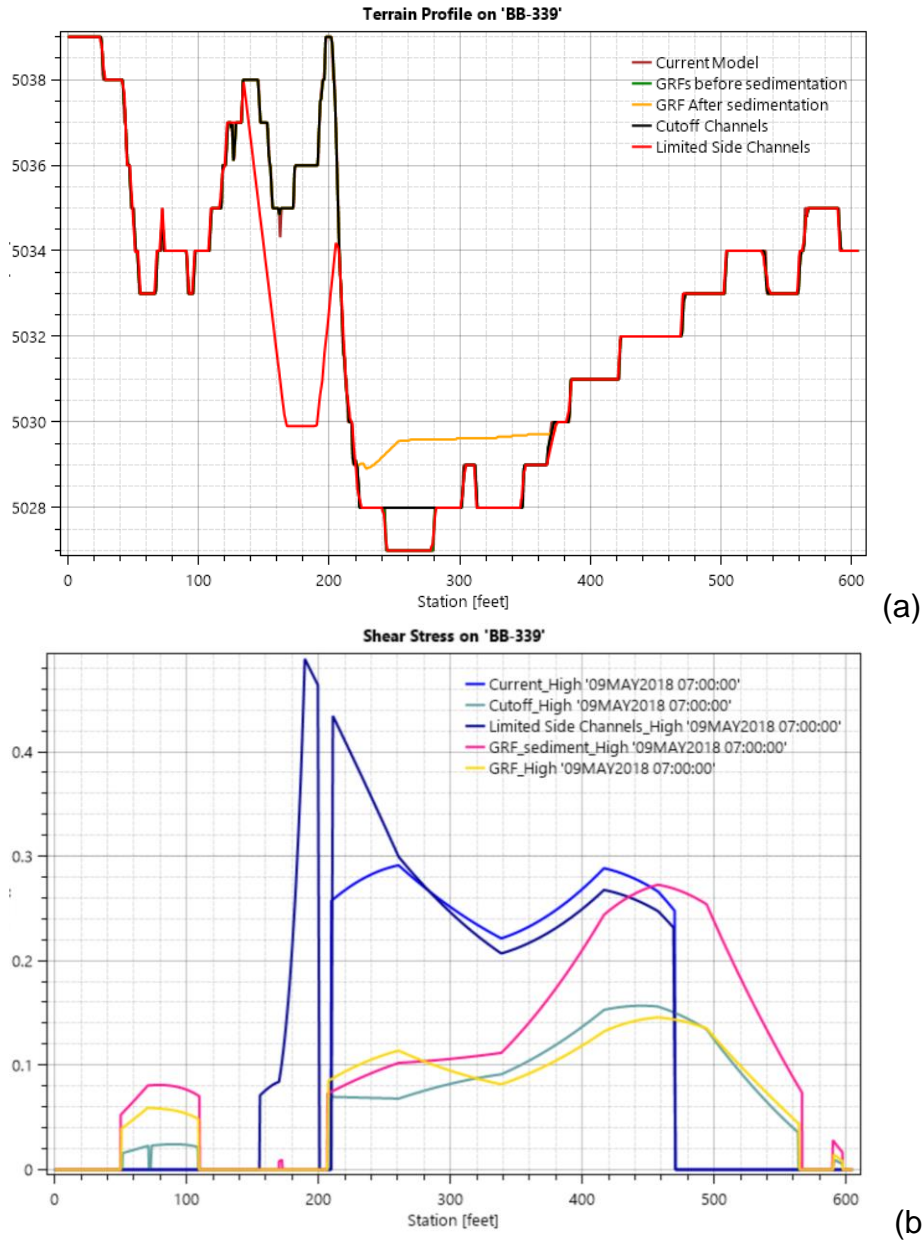 Terrain Profile on 'BB-339'
5038
5036
5034
5032
5030
5028
Current Model
GRFs before sedimentation
GRF After sedimentation
Cutoff Channels
Limited Side Channels
0 100 200 300 400 500 600
Station [feet]
(a)
Shear Stress on 'BB-339'
0.4
0.3
0.2
0.1
0
Current_High '09MAY2018 07:00:00'
Cutoff_High '09MAY2018 07:00:00'
Limited Side Channels_High '09MAY2018 07:00:00'
GRF_sediment_High '09MAY2018 07:00:00'
GRF_High '09MAY2018 07:00:00'
0 100 200 300 400 500 600
Station [feet]
(b